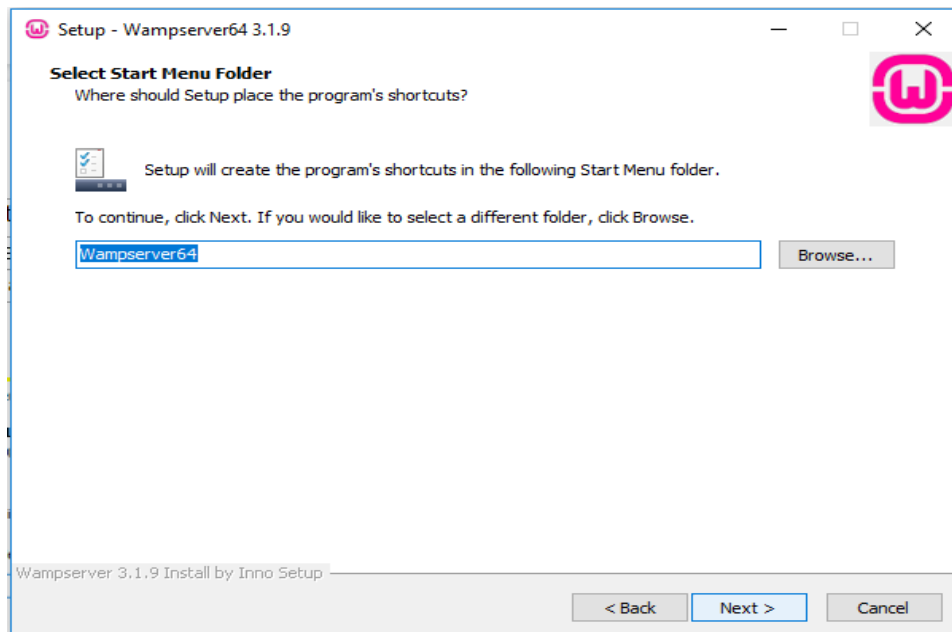 Setup - Wampserver64 3.1.9
Select Start Menu Folder
Where should Setup place the program's shortcuts?
Setup will create the program's shortcuts in the following Start Menu folder.
To continue, click Next. If you would like to select a different folder, click Browse.
Wampserver64
Browse...
Wampserver 3.1.9 Install by Inno Setup
< Back
Next >
Cancel